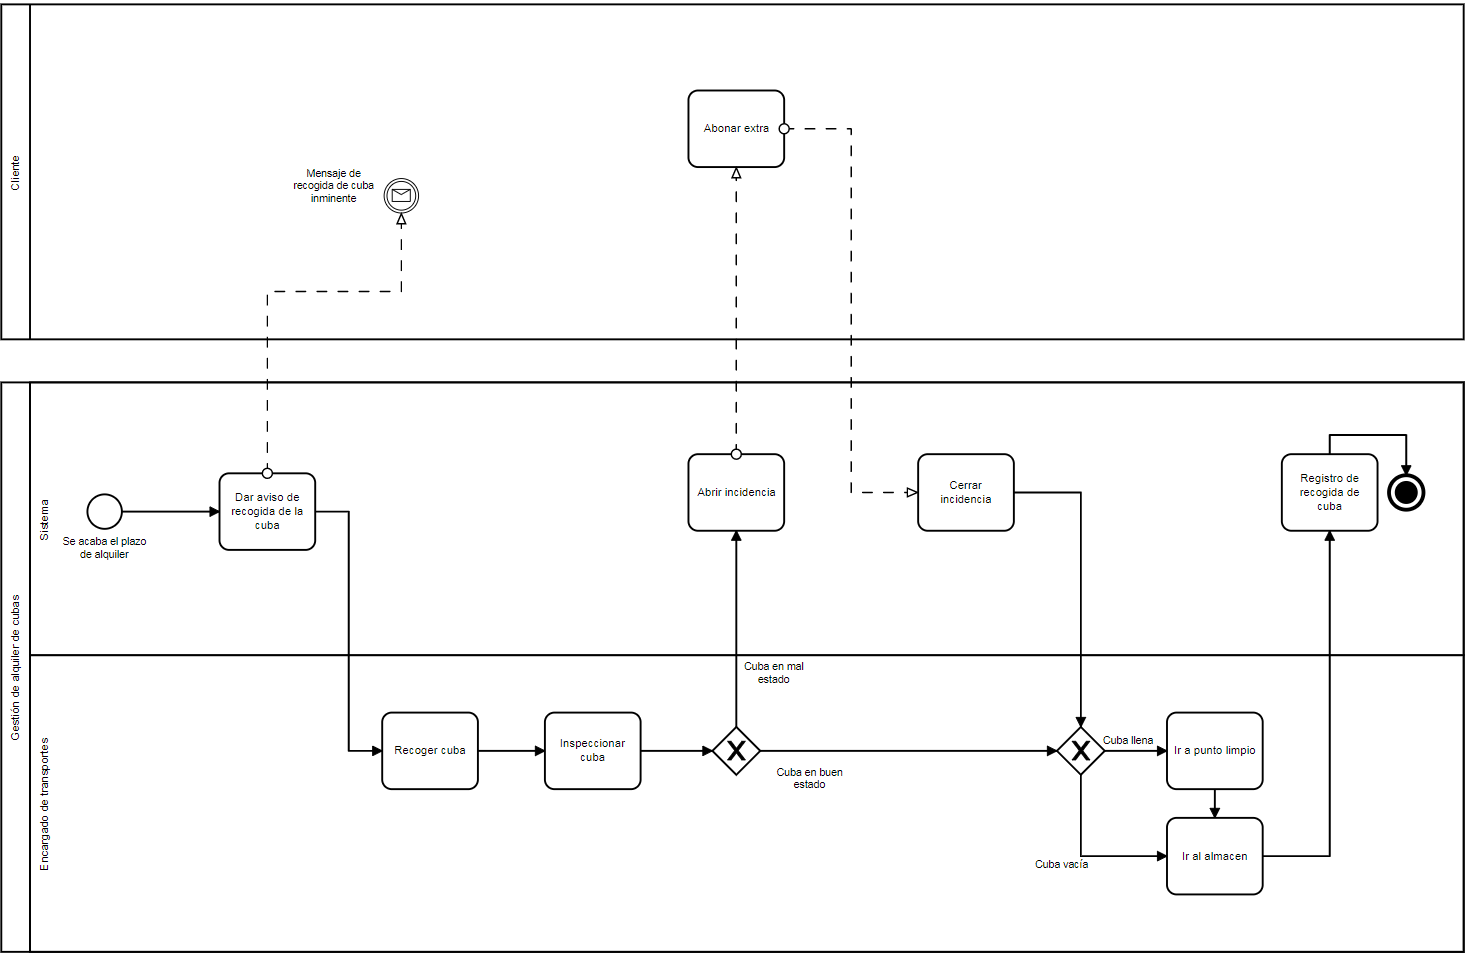 Cliente
Mensaje de
recogida de cuba
inminente
Abonar extra
Gestión de alquiler de cubas
Sistema
Se acaba el plazo
de alquiler
Dar aviso de
recogida de la
cuba
Abrir incidencia
Cerrar
incidencia
Registro de
recogida de
cuba
Encargado de transportes
Recoger cuba
Inspeccionar
cuba
Cuba en mal
estado
Cuba en buen
estado
Cuba llena
Ir a punto limpio
Cuba vacía
Ir al almacen